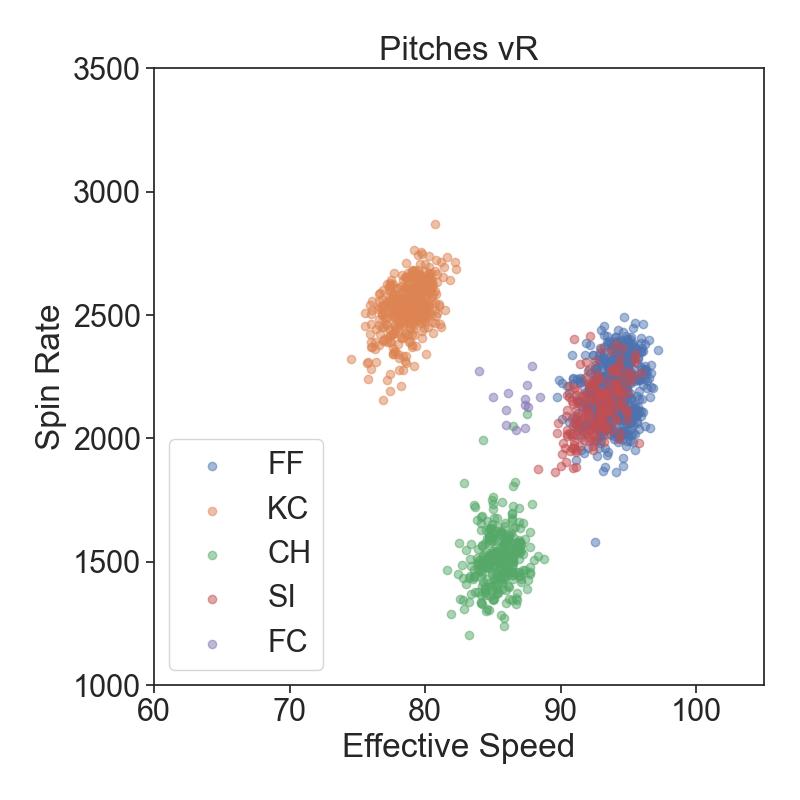 Pitches vR
3500
3000
2500
2000
1500
1000
Spin Rate
FF
KC
CH
SI
FC
60 70 80 90 100
Effective Speed